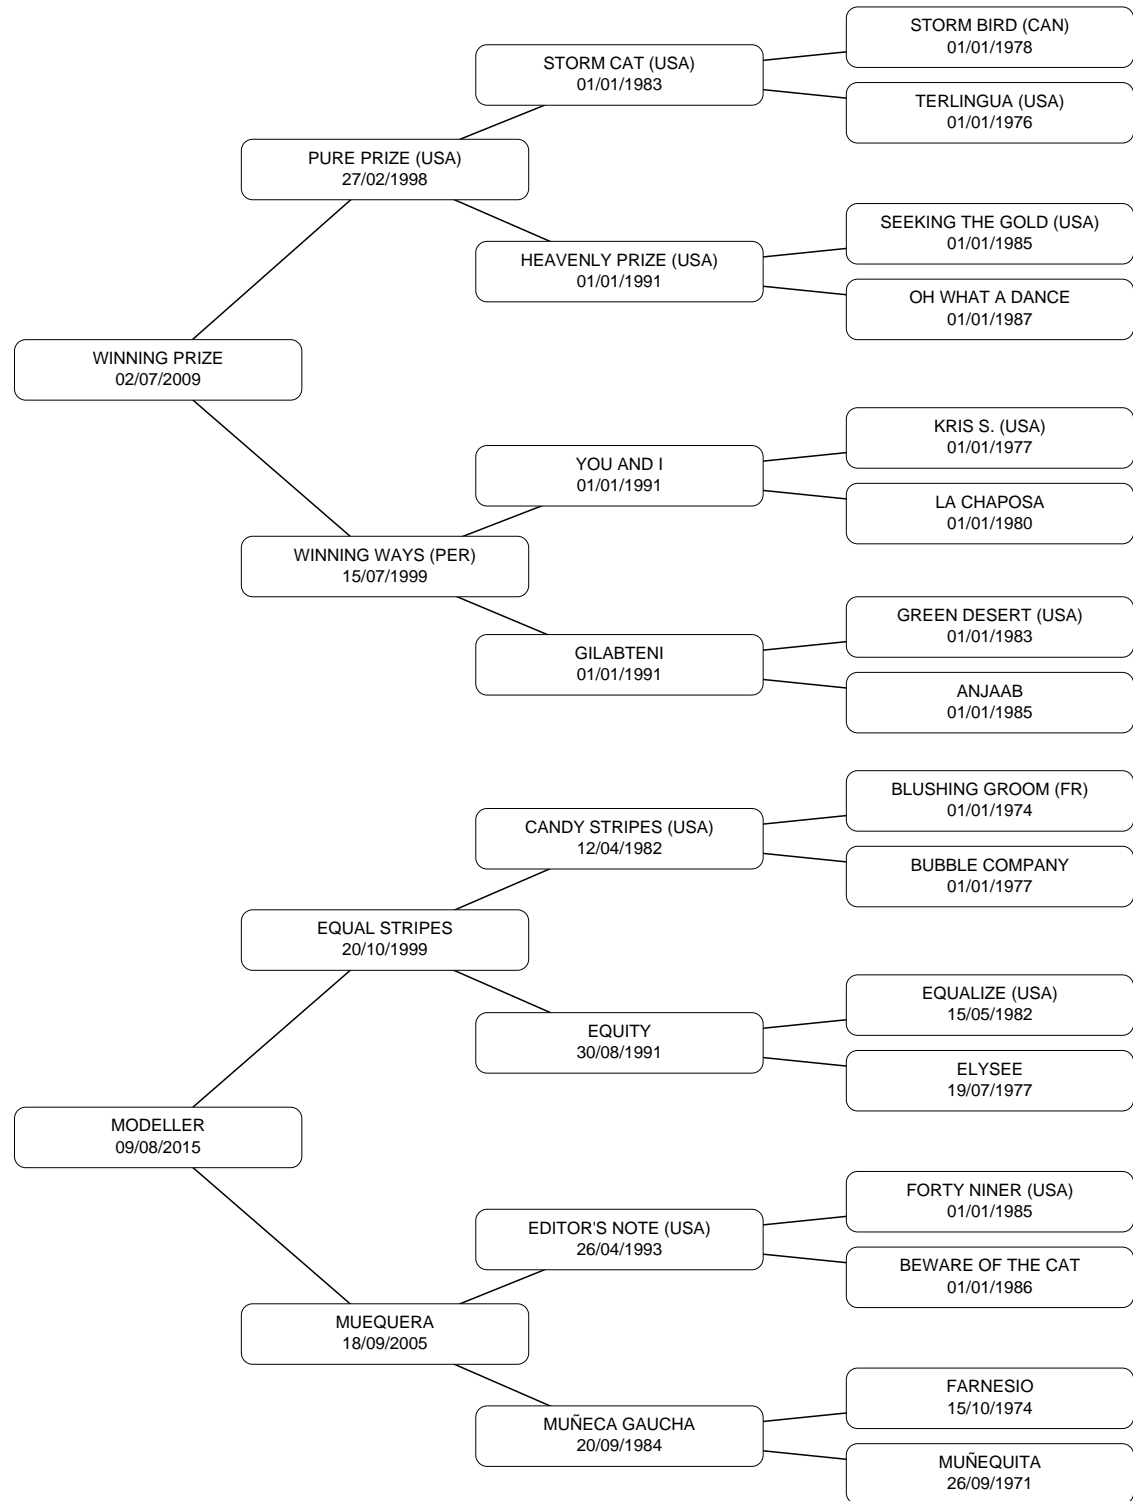 STORM BIRD (CAN)
01/01/1978
STORM CAT (USA)
01/01/1983
TERLINGUA (USA)
01/01/1976
PURE PRIZE (USA)
27/02/1998
SEEKING THE GOLD (USA)
01/01/1985
HEAVENLY PRIZE (USA)
01/01/1991
OH WHAT A DANCE
01/01/1987
WINNING PRIZE
02/07/2009
KRIS S. (USA)
01/01/1977
YOU AND I
01/01/1991
LA CHAPOSA
01/01/1980
WINNING WAYS (PER)
15/07/1999
GREEN DESERT (USA)
01/01/1983
GILABTENI
01/01/1991
ANJAAB
01/01/1985
BLUSHING GROOM (FR)
01/01/1974
CANDY STRIPES (USA)
12/04/1982
BUBBLE COMPANY
01/01/1977
EQUAL STRIPES
20/10/1999
EQUALIZE (USA)
15/05/1982
EQUITY
30/08/1991
ELYSEE
19/07/1977
MODELLER
09/08/2015
FORTY NINER (USA)
01/01/1985
EDITOR'S NOTE (USA)
26/04/1993
BEWARE OF THE CAT
01/01/1986
MUEQUERA
18/09/2005
FARNESIO
15/10/1974
MUÑECA GAUCHA
20/09/1984
MUÑEQUITA
26/09/1971